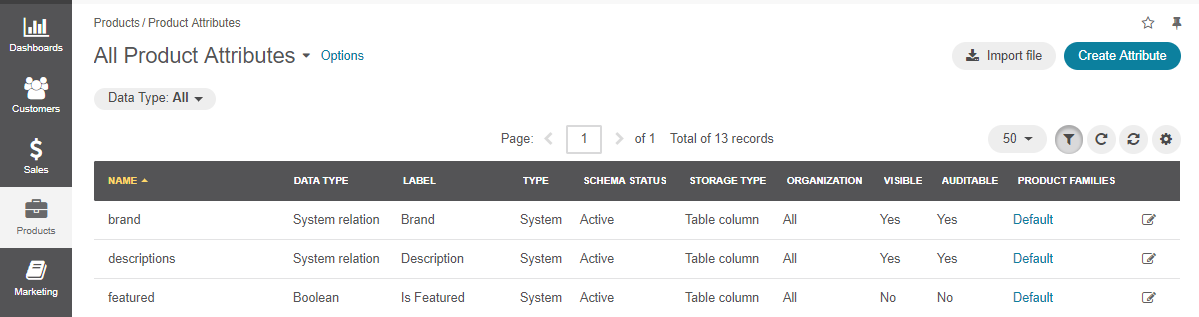 Dashboards
Customers
Sales
Products
Marketing
Products / Product Attributes
All Product Attributes Options
Import file Create Attribute
Data Type: All
Page: 1 of 1 Total of 13 records 50
NAME DATA TYPE LABEL TYPE SCHEMA STATUS STORAGE TYPE ORGANIZATION VISIBLE AUDITABLE PRODUCT FAMILIES
brand System relation Brand System Active Table column All Yes Yes Default
descriptions System relation Description System Active Table column All Yes Yes Default
featured Boolean Is Featured System Active Table column All No No Default